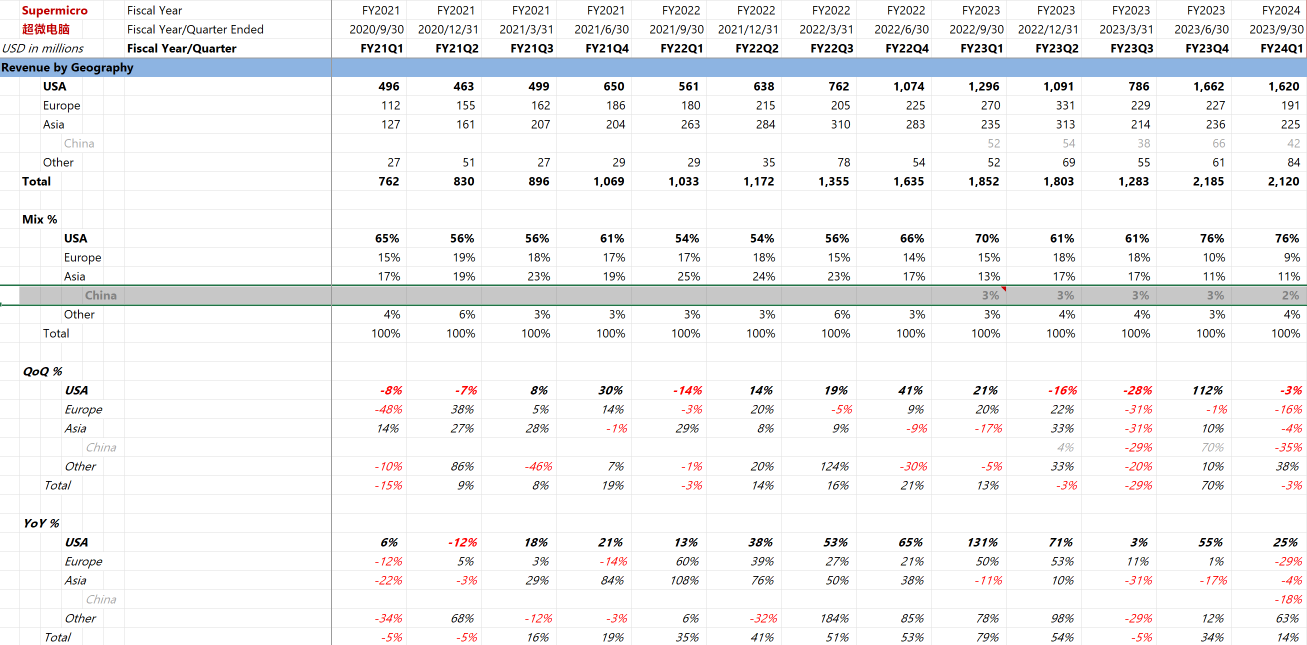 Supermicro Fiscal Year FY2021 FY2021 FY2021 FY2021 FY2022 FY2022 FY2022 FY2022 FY2023 FY2023 FY2023 FY2023 FY2024
超微电脑 Fiscal Year/Quarter Ended 2020/9/30 2020/12/31 2021/3/31 2021/6/30 2021/9/30 2021/12/31 2022/3/31 2022/6/30 2022/9/30 2022/12/31 2023/3/31 2023/6/30 2023/9/30
USD in millions Fiscal Year/Quarter FY21Q1 FY21Q2 FY21Q3 FY21Q4 FY22Q1 FY22Q2 FY22Q3 FY22Q4 FY23Q1 FY23Q2 FY23Q3 FY23Q4 FY24Q1
Revenue by Geography
USA 496 463 499 650 561 638 762 1,074 1,296 1,091 786 1,662 1,620
Europe 112 155 162 186 180 215 205 225 270 331 229 227 191
Asia 127 161 207 204 263 284 310 283 235 313 214 236 225
China 52 54 38 66 42
Other 27 51 27 29 29 35 78 54 52 69 55 61 84
Total 762 830 896 1,069 1,033 1,172 1,355 1,635 1,852 1,803 1,283 2,185 2,120
Mix %
USA 65% 56% 56% 61% 54% 54% 56% 66% 70% 61% 61% 76% 76%
Europe 15% 19% 18% 17% 17% 18% 15% 14% 15% 18% 18% 10% 9%
Asia 17% 19% 23% 19% 25% 24% 23% 17% 13% 17% 17% 11% 11%
China 3% 3% 3% 3% 2%
Other 4% 6% 3% 3% 3% 3% 6% 3% 3% 4% 4% 3% 4%
Total 100% 100% 100% 100% 100% 100% 100% 100% 100% 100% 100% 100% 100%
QoQ %
USA -8% -7% 8% 30% -14% 14% 19% 41% 21% -16% -28% 112% -3%
Europe -48% 38% 5% 14% -3% 20% -5% 9% 20% 22% -31% -1% -16%
Asia 14% 27% 28% -1% 29% 8% 9% -9% -17% 33% -31% 10% -4%
China 4% -29% 70% -35%
Other -10% 86% -46% 7% -1% 20% 124% -30% -5% 33% -20% 10% 38%
Total -15% 9% 8% 19% -3% 14% 16% 21% 13% -3% -29% 70% -3%
YoY %
USA 6% -12% 18% 21% 13% 38% 53% 65% 131% 71% 3% 55% 25%
Europe -12% 5% 3% -14% 60% 39% 27% 21% 50% 53% 11% 1% -29%
Asia -22% -3% 29% 84% 108% 76% 50% 38% -11% 10% -31% -17% -4%
China -18%
Other -34% 68% -12% -3% 6% -32% 184% 85% 78% 98% -29% 12% 63%
Total -5% -5% 16% 19% 35% 41% 51% 53% 79% 54% -5% 34% 14%